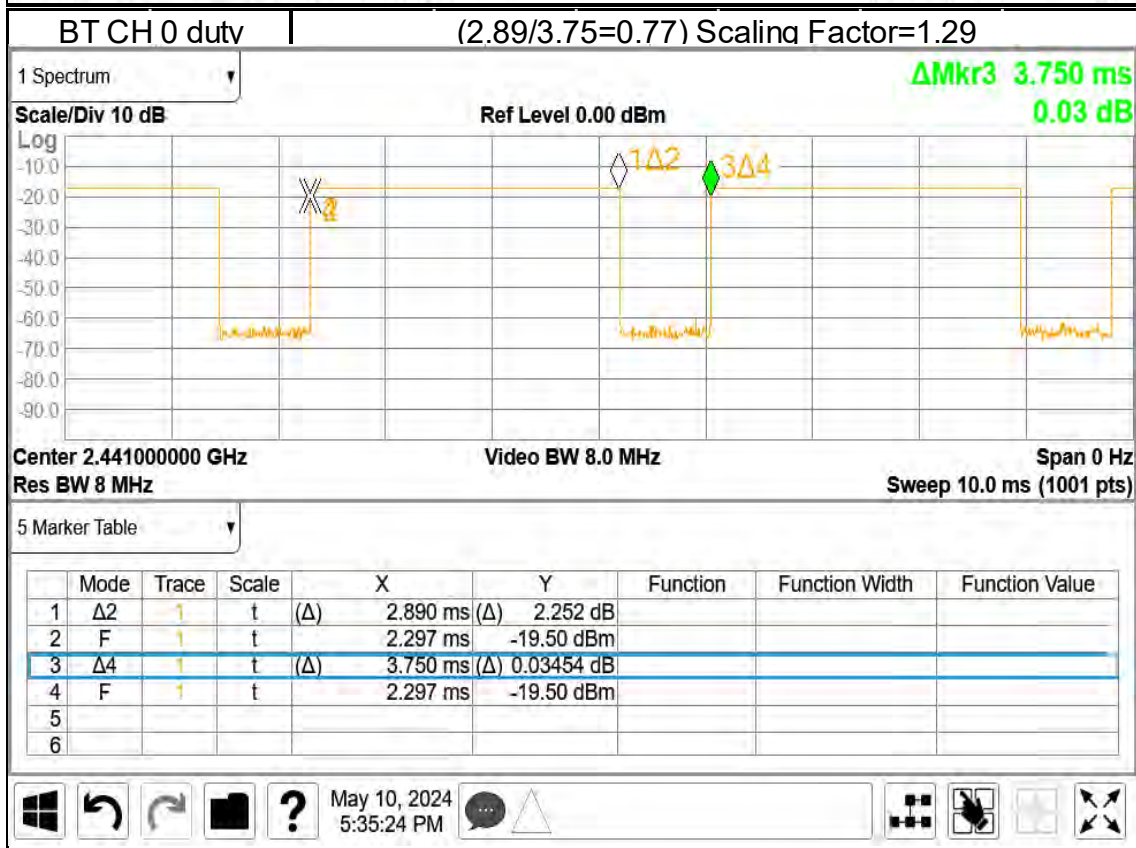 BT CH 0 duty (2.89/3.75=0.77) Scaling Factor=1.29
1 Spectrum ▼ ΔMkr3 3.750 ms
Scale/Div 10 dB Ref Level 0.00 dBm 0.03 dB
Log
-10.0 1Δ2 3Δ4
-20.0
-30.0
-40.0
-50.0
-60.0
-70.0
-80.0
-90.0
Center 2.441000000 GHz Video BW 8.0 MHz Span 0 Hz
Res BW 8 MHz Sweep 10.0 ms (1001 pts)
5 Marker Table ▼
Mode Trace Scale X Y Function Function Width Function Value
1 Δ2 1 t (Δ) 2.890 ms (Δ) 2.252 dB
2 F 1 t 2.297 ms -19.50 dBm
3 Δ4 1 t (Δ) 3.750 ms (Δ) 0.03454 dB
4 F 1 t 2.297 ms -19.50 dBm
5
6
? May 10, 2024
5:35:24 PM